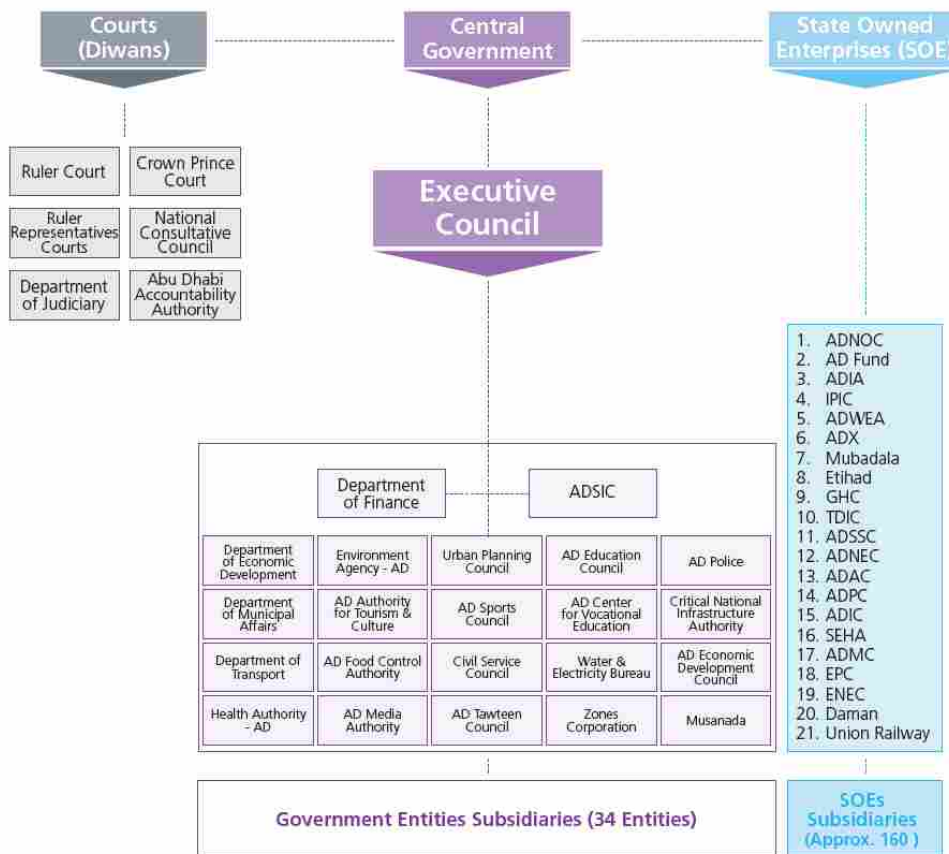 Courts
(Diwans)
Central
Government
State Owned
Enterprises (SOE)
Ruler Court
Crown Prince
Court
Ruler
Representatives
Courts
National
Consultative
Council
Department
of Judiciary
Abu Dhabi
Accountability
Authority
Executive
Council
Department
of Finance
ADSIC
Department
of Economic
Development
Environment
Agency - AD
Urban Planning
Council
AD Education
Council
AD Police
Department
of Municipal
Affairs
AD Authority
for Tourism &
Culture
AD Sports
Council
AD Center
for Vocational
Education
Critical National
Infrastructure
Authority
Department of
Transport
AD Food Control
Authority
Civil Service
Council
Water &
Electricity Bureau
AD Economic
Development
Council
Health Authority
- AD
AD Media
Authority
AD Tawteen
Council
Zones
Corporation
Musanada
1. ADNOC
2. AD Fund
3. ADIA
4. IPIC
5. ADWEA
6. ADX
7. Mubadala
8. Etihad
9. GHC
10. TDIC
11. ADSSC
12. ADNEC
13. ADAC
14. ADPC
15. ADIC
16. SEHA
17. ADMC
18. EPC
19. ENEC
20. Daman
21. Union Railway
Government Entities Subsidiaries (34 Entities)
SOEs
Subsidiaries
(Approx. 160 )